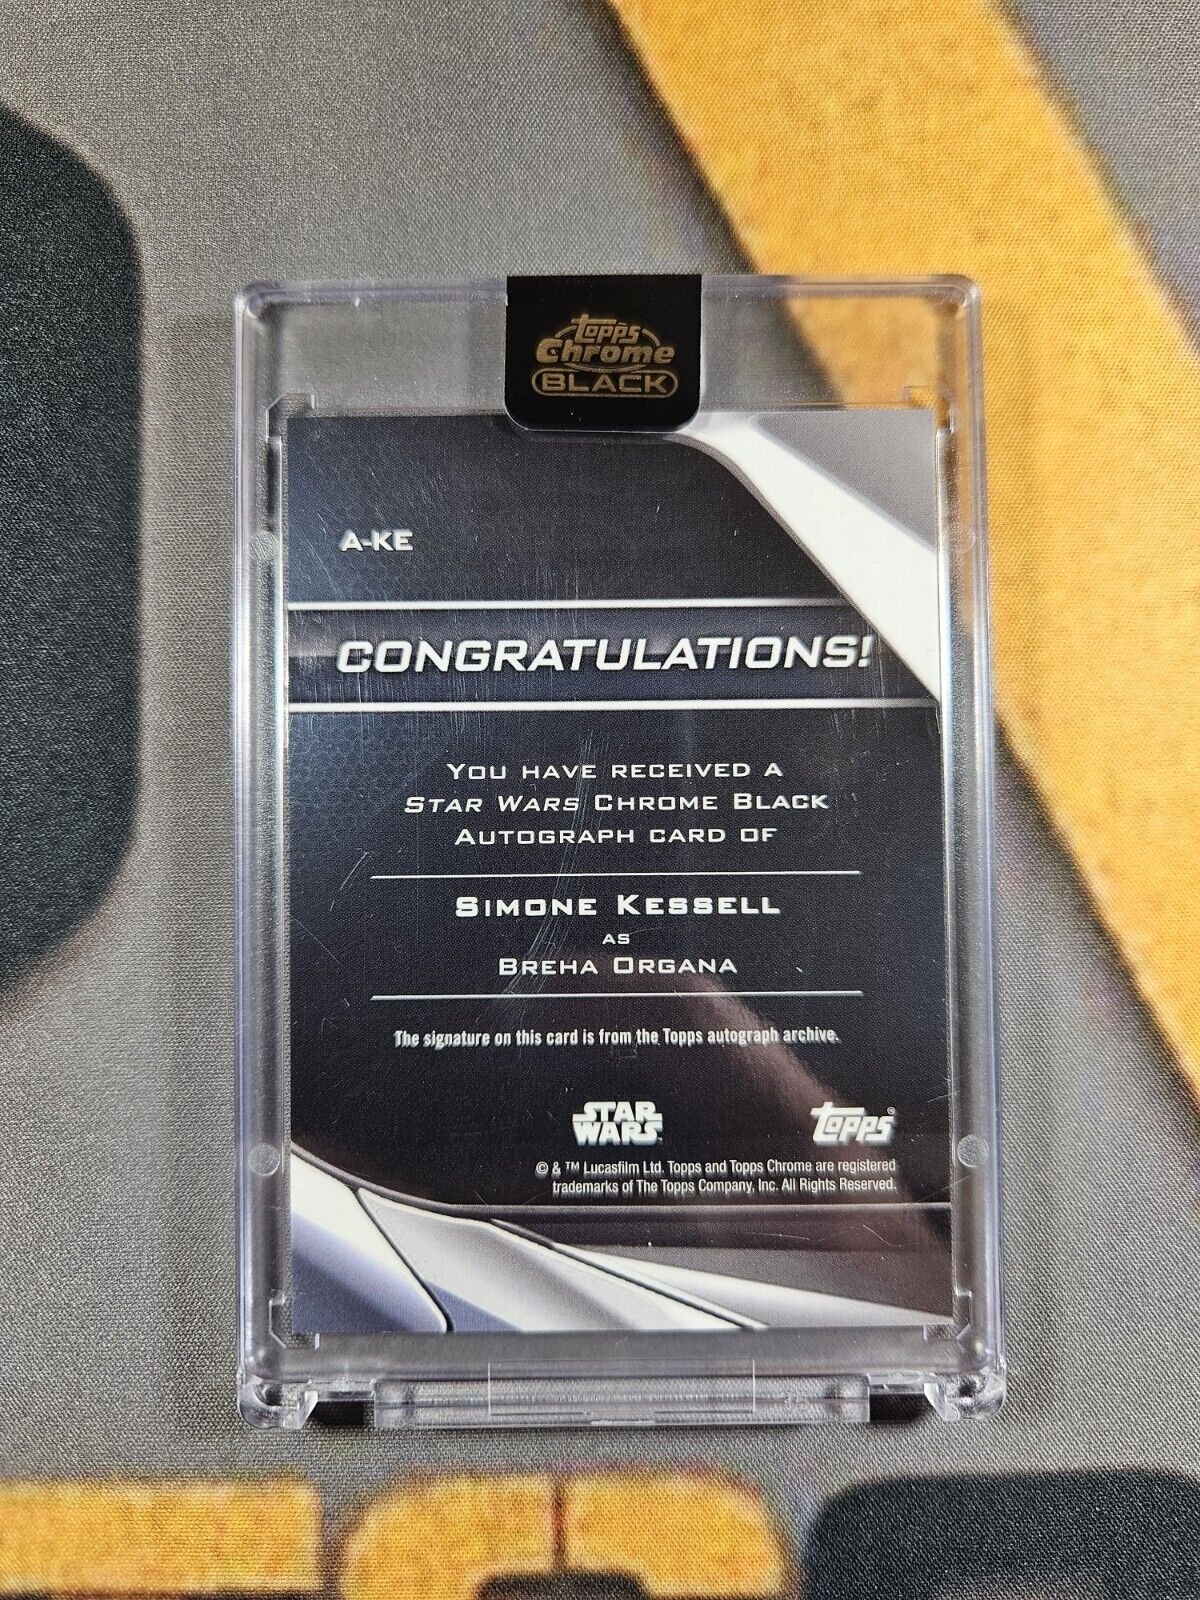 Topps
Chrome
BLACK
A-KE
CONGRATULATIONS!
YOU HAVE RECEIVED A
STAR WARS CHROME BLACK
AUTOGRAPH CARD OF
SIMONE KESSELL
AS
BREHA ORGANA
The signature on this card is from the Topps autograph archive.
STAR
WARS
Topps
© & ™ Lucasfilm Ltd. Topps and Topps Chrome are registered
trademarks of The Topps Company, Inc. All Rights Reserved.